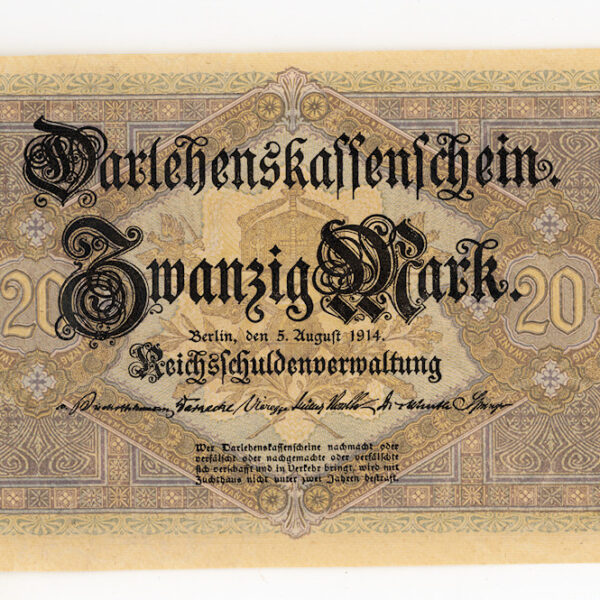 Darlehenskassenschein.
Zwanzig Mark.
20
20
Berlin, den 5. August 1914.
Reichsschuldenverwaltung
Wer Darlehenskassenscheine nachmacht oder
verfälscht oder nachgemachte oder verfälschte
sich verschafft und in Verkehr bringt, wird mit
Zuchthaus nicht unter zwei Jahren bestraft.